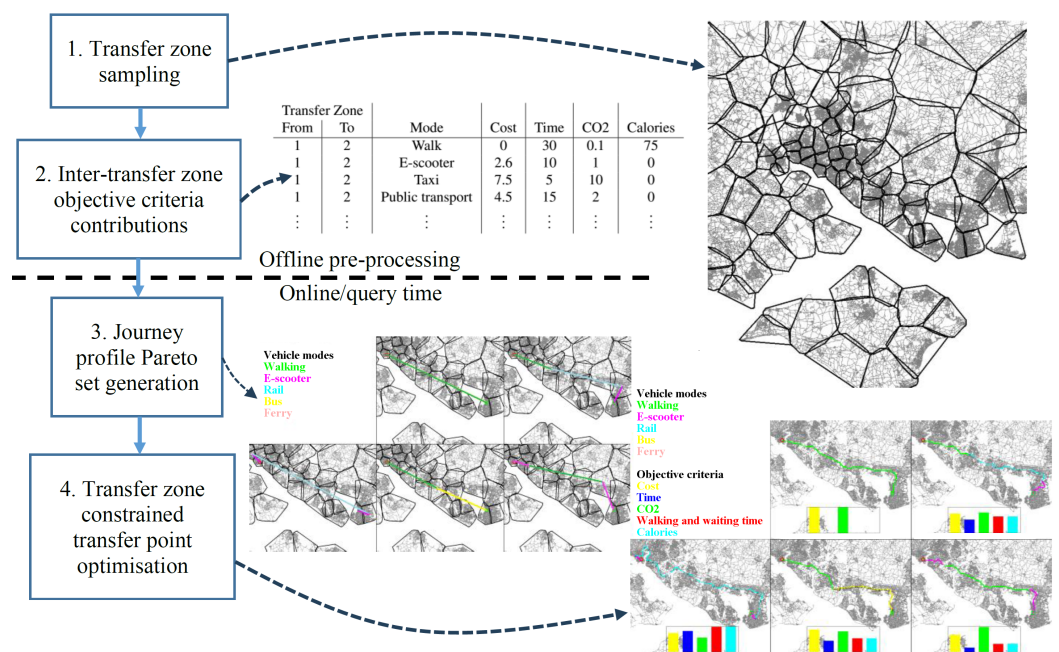 1. Transfer zone
sampling
Transfer Zone
From To Mode Cost Time CO2 Calories
1 2 Walk 0 30 0.1 75
1 2 E-scooter 2.6 10 1 0
1 2 Taxi 7.5 5 10 0
1 2 Public transport 4.5 15 2 0
⋮ ⋮ ⋮ ⋮ ⋮ ⋮ ⋮
2. Inter-transfer zone
objective criteria
contributions
Offline pre-processing
Online/query time
3. Journey
profile Pareto
set generation
Vehicle modes
Walking
E-scooter
Rail
Bus
Ferry
4. Transfer zone
constrained
transfer point
optimisation
Vehicle modes
Walking
E-scooter
Rail
Bus
Ferry
Objective criteria
Cost
Time
CO2
Walking and waiting time
Calories